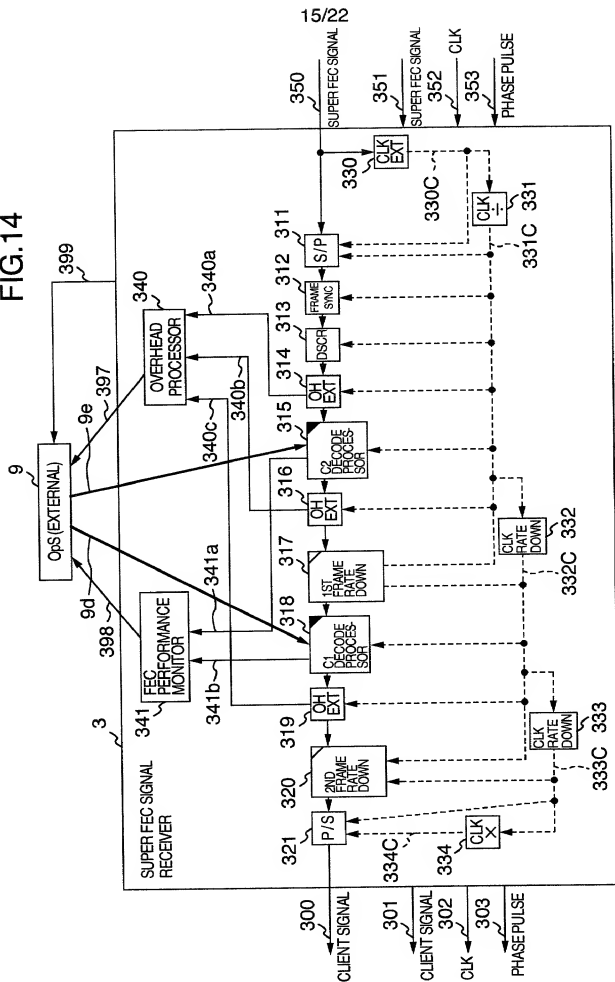 FIG.14
9
OpS (EXTERNAL)
399
398
9d
9e
397
3
SUPER FEC SIGNAL
RECEIVER
341
FEC
PERFORMANCE
MONITOR
341a
341b
340
OVERHEAD
PROCESSOR
340a
340b
340c
15/22
350
SUPER FEC SIGNAL
351
SUPER FEC SIGNAL
352
CLK
353
PHASE PULSE
311
S/P
312
FRAME
SYNC
313
DSCR
314
OH
EXT
315
C2
DECODE
PROCES-
SOR
316
OH
EXT
317
1ST
FRAME
RATE
DOWN
318
C1
DECODE
PROCES-
SOR
319
OH
EXT
320
2ND
FRAME
RATE
DOWN
321
P/S
330
CLK
EXT
330C
331
CLK
÷
331C
332
CLK
RATE
DOWN
332C
333
CLK
RATE
DOWN
333C
334
CLK
×
334C
300
CLIENT SIGNAL
301
CLIENT SIGNAL
302
CLK
303
PHASE PULSE